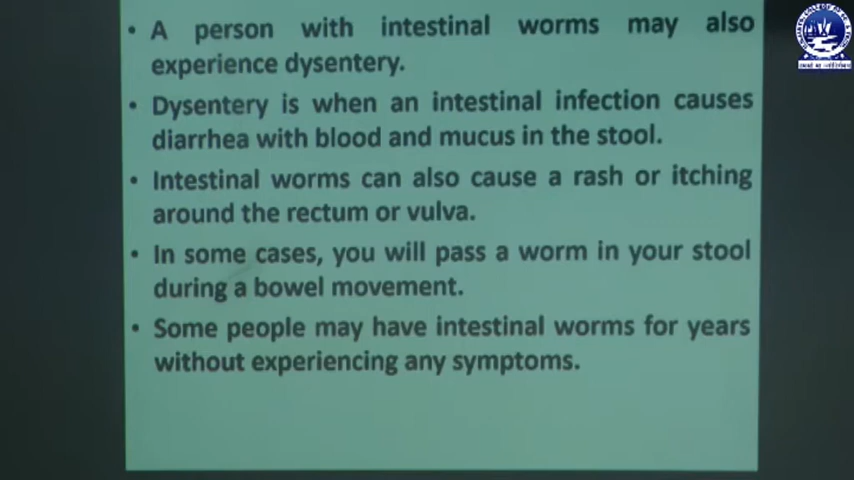 • A person with intestinal worms may also
experience dysentery.
• Dysentery is when an intestinal infection causes
diarrhea with blood and mucus in the stool.
• Intestinal worms can also cause a rash or itching
around the rectum or vulva.
• In some cases, you will pass a worm in your stool
during a bowel movement.
• Some people may have intestinal worms for years
without experiencing any symptoms.